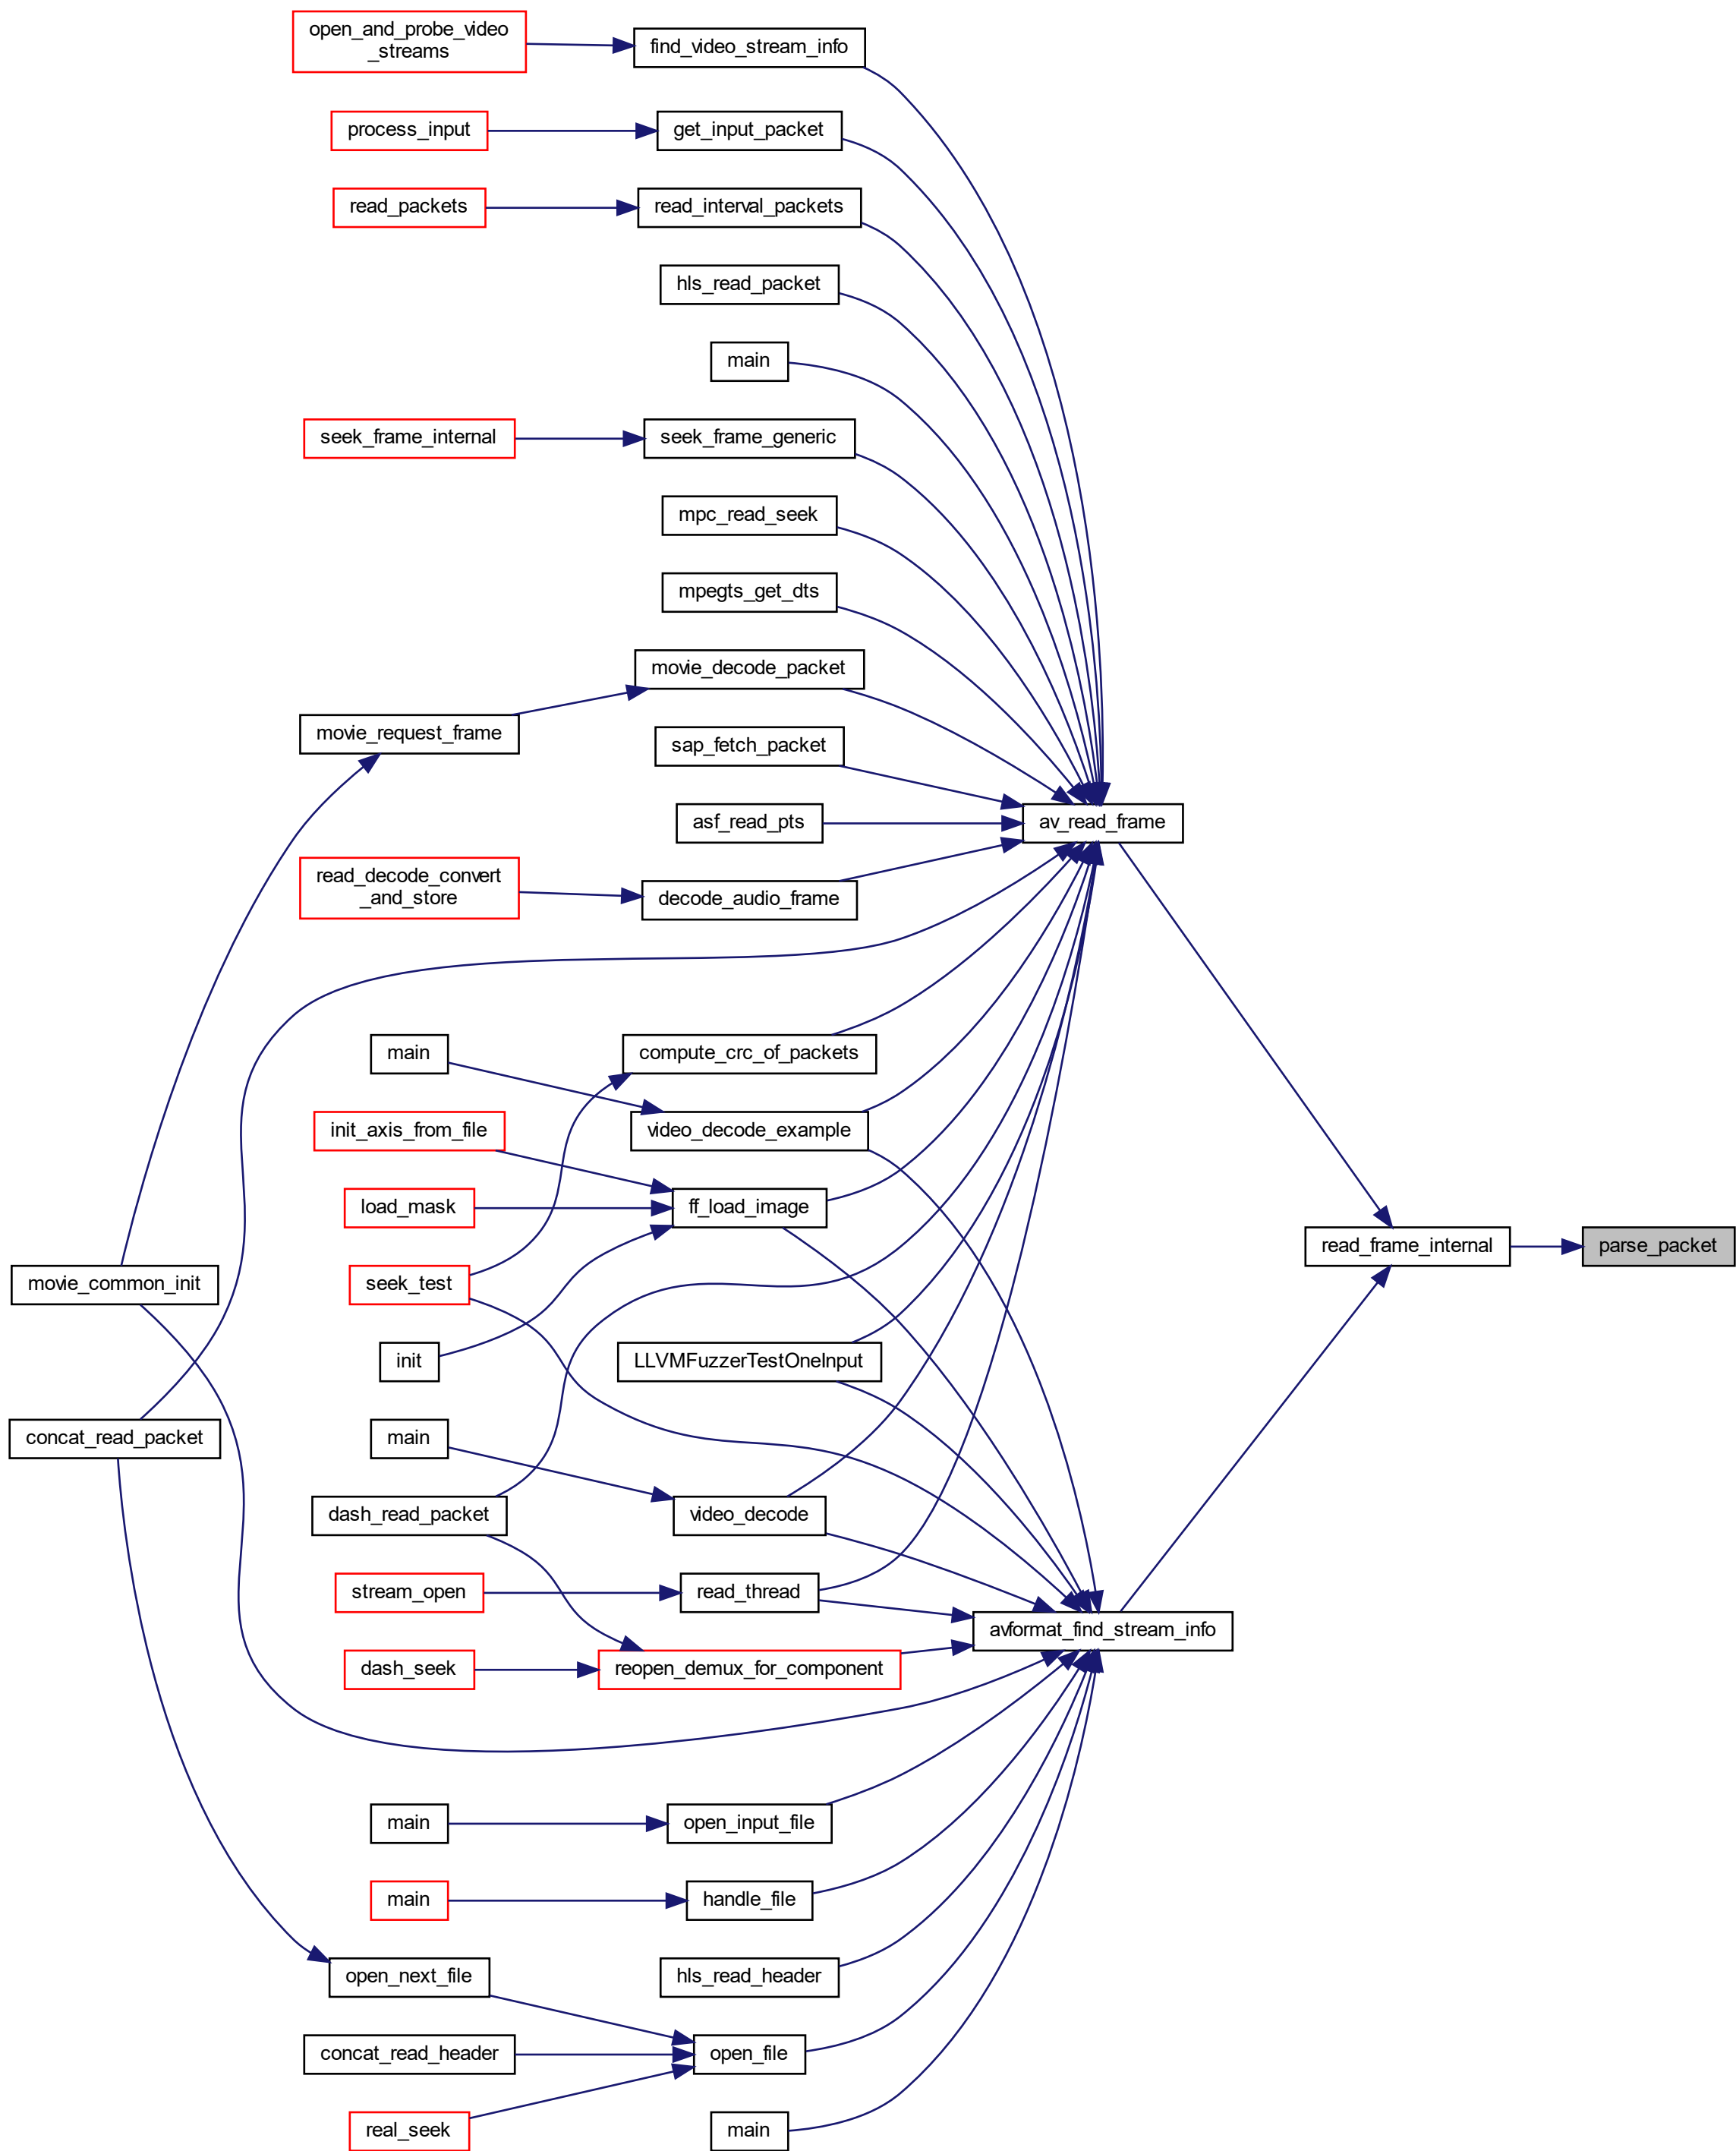 open_and_probe_video
_streams
find_video_stream_info
process_input
get_input_packet
read_packets
read_interval_packets
hls_read_packet
main
seek_frame_internal
seek_frame_generic
mpc_read_seek
mpegts_get_dts
movie_decode_packet
movie_request_frame
sap_fetch_packet
asf_read_pts
av_read_frame
read_decode_convert
_and_store
decode_audio_frame
main
compute_crc_of_packets
init_axis_from_file
video_decode_example
load_mask
ff_load_image
read_frame_internal
parse_packet
movie_common_init
seek_test
init
LLVMFuzzerTestOneInput
concat_read_packet
main
dash_read_packet
video_decode
stream_open
read_thread
avformat_find_stream_info
dash_seek
reopen_demux_for_component
main
open_input_file
main
handle_file
open_next_file
hls_read_header
concat_read_header
open_file
real_seek
main